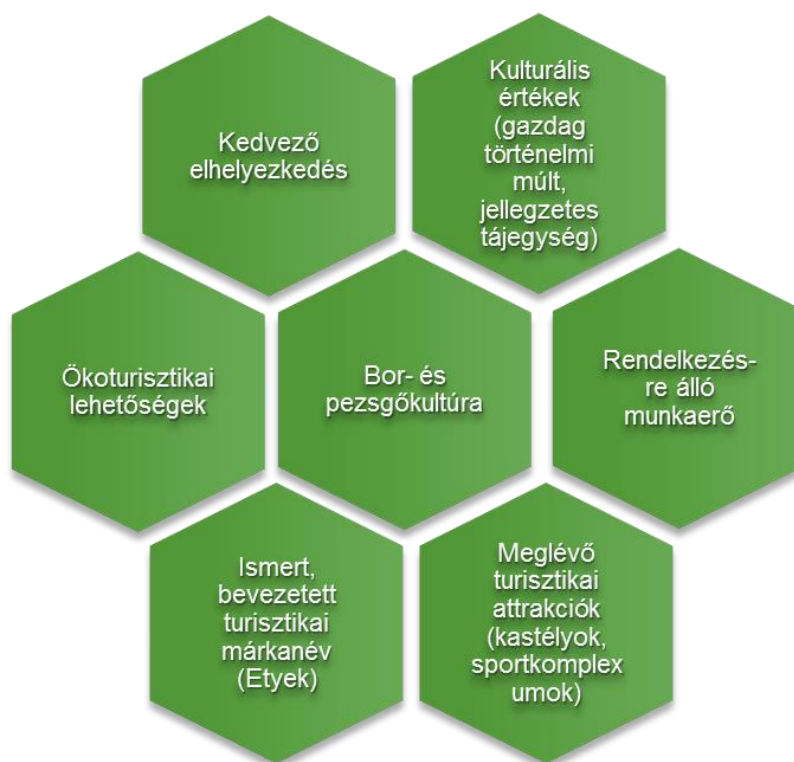 Kedvező
elhelyezkedés
Kulturális
értékek
(gazdag
történelmi
múlt,
jellegzetes
tájegység)
Ökoturisztikai
lehetőségek
Bor- és
pezsgőkultúra
Rendelkezés-
re álló
munkaerő
Ismert,
bevezetett
turisztikai
márkanév
(Etyek)
Meglévő
turisztikai
attrakciók
(kastélyok,
sportkomplex
umok)